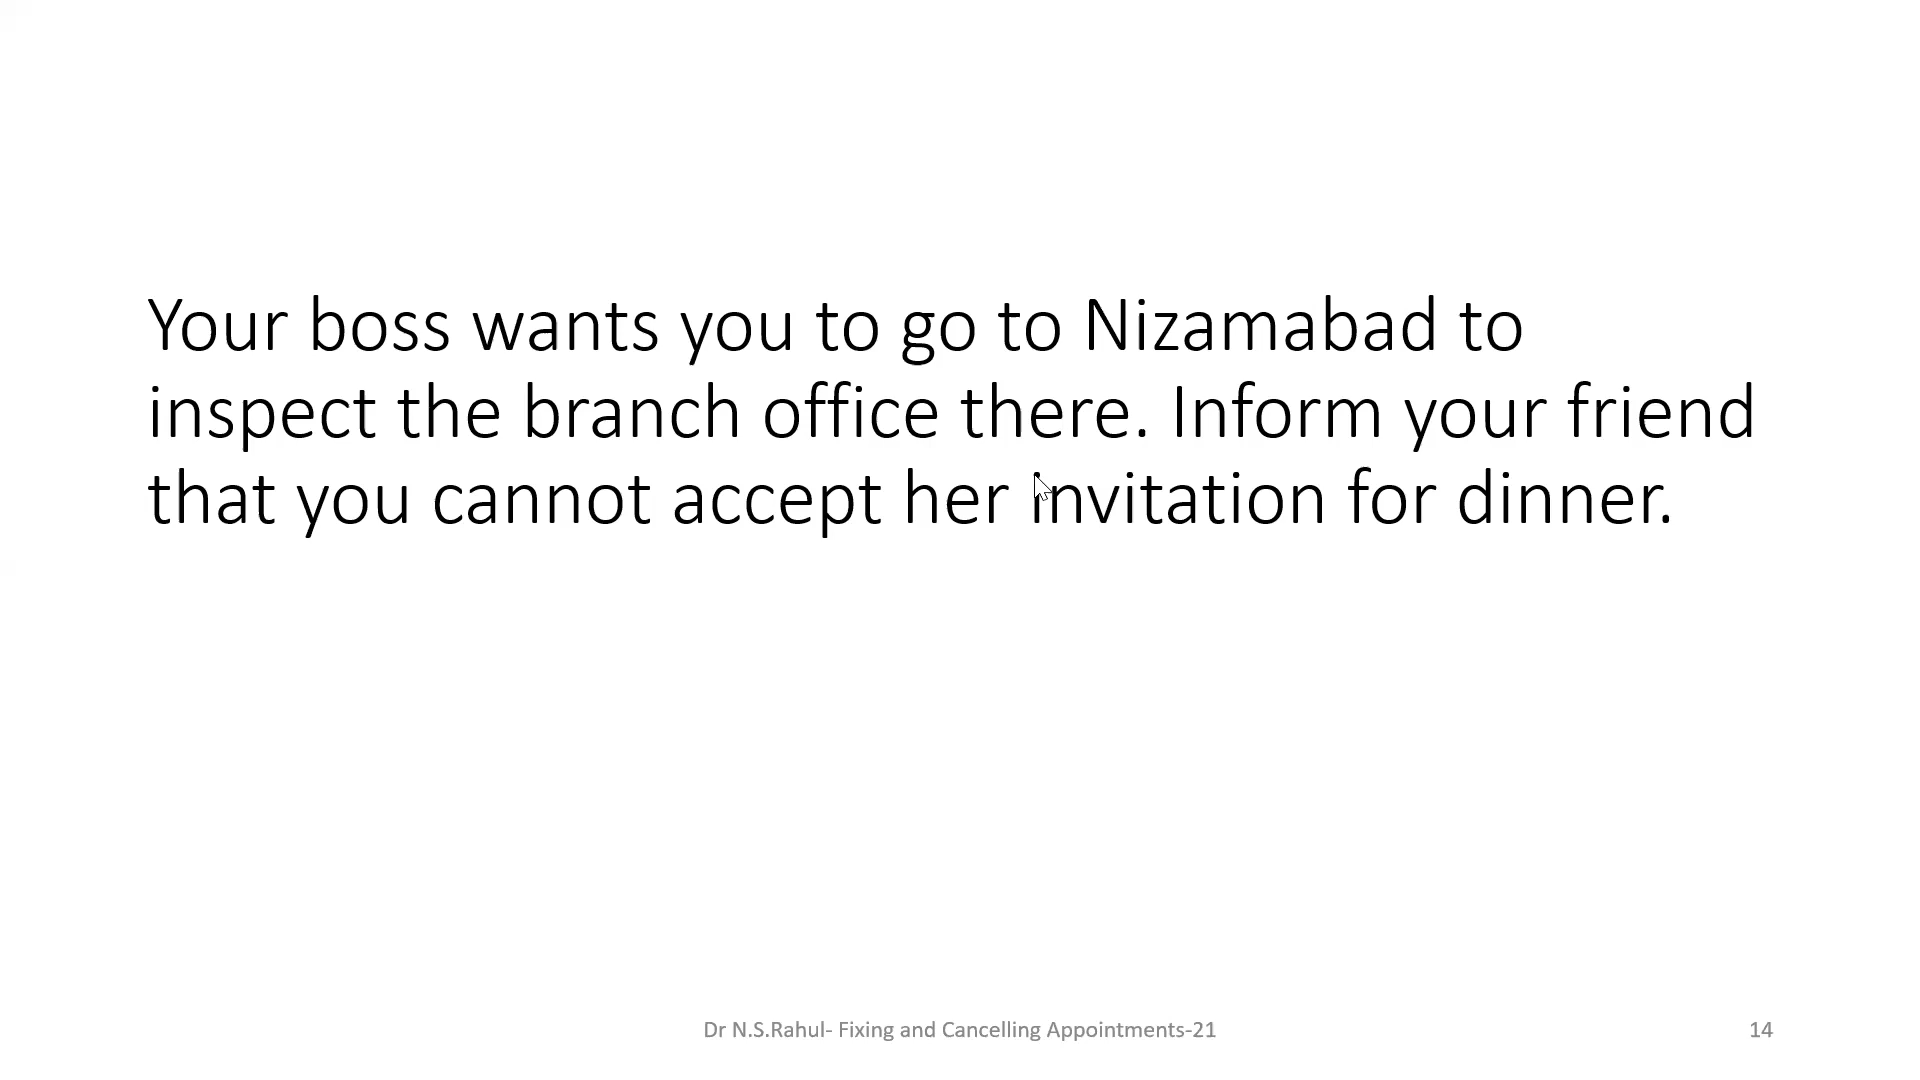 Your boss wants you to go to Nizamabad to
inspect the branch office there. Inform your friend
that you cannot accept her invitation for dinner.
Dr N.S.Rahul- Fixing and Cancelling Appointments-21
14